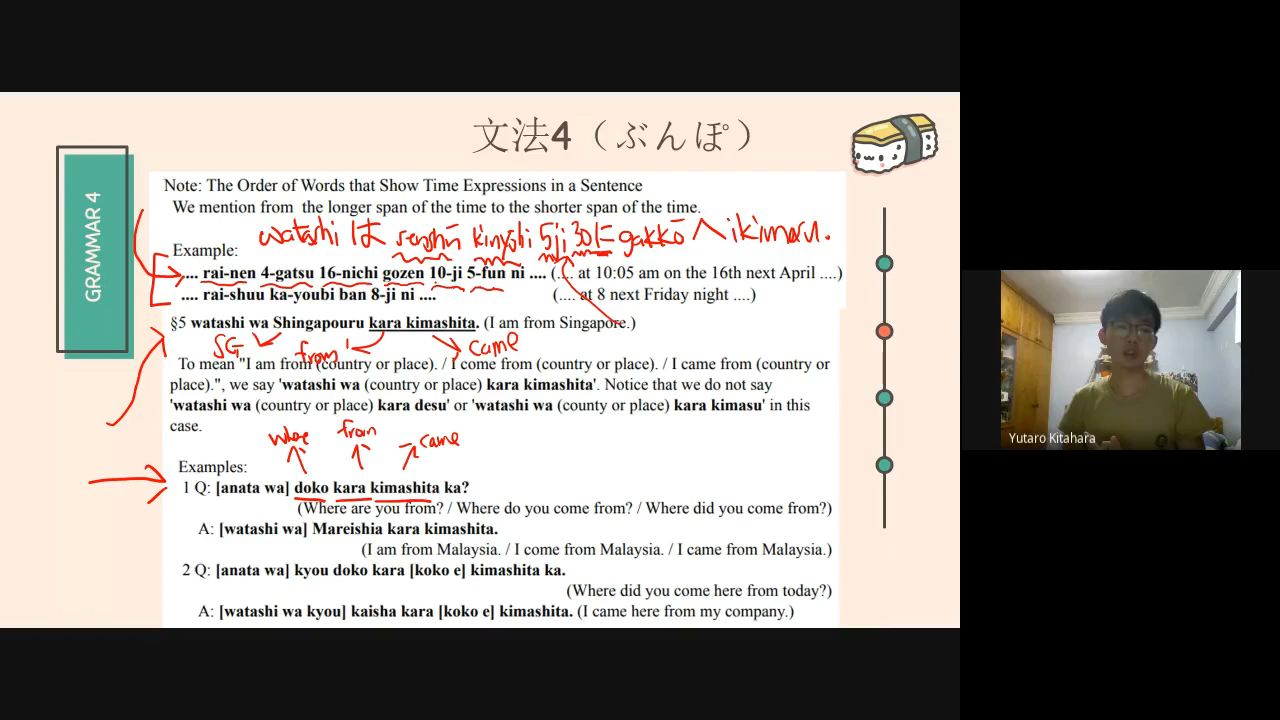 文法4（ぶんぽ）
GRAMMAR 4
Note: The Order of Words that Show Time Expressions in a Sentence
We mention from the longer span of the time to the shorter span of the time.
watashi は senshū kinyōbi 5ji 30に gakkō へ ikimasu.
Example:
.... rai-nen 4-gatsu 16-nichi gozen 10-ji 5-fun ni .... (.... at 10:05 am on the 16th next April ....)
.... rai-shuu ka-youbi ban 8-ji ni .... (.... at 8 next Friday night ....)
§5 watashi wa Shingapouru kara kimashita. (I am from Singapore.)
SG from came
To mean "I am from (country or place). / I come from (country or place). / I came from (country or
place).", we say 'watashi wa (country or place) kara kimashita'. Notice that we do not say
'watashi wa (country or place) kara desu' or 'watashi wa (county or place) kara kimasu' in this
case.
where from came
Examples:
1 Q: [anata wa] doko kara kimashita ka?
(Where are you from? / Where do you come from? / Where did you come from?)
A: [watashi wa] Mareishia kara kimashita.
(I am from Malaysia. / I come from Malaysia. / I came from Malaysia.)
2 Q: [anata wa] kyou doko kara [koko e] kimashita ka.
(Where did you come here from today?)
A: [watashi wa kyou] kaisha kara [koko e] kimashita. (I came here from my company.)
Yutaro Kitahara